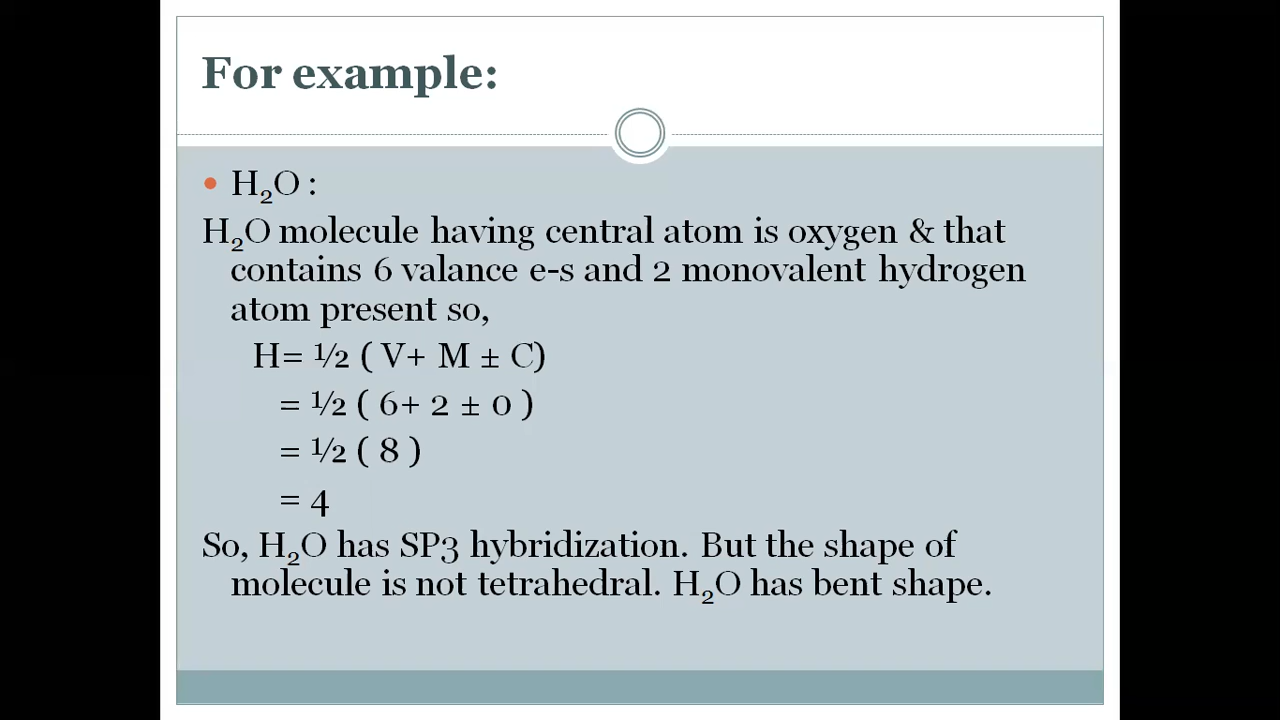 For example:
H₂O :
H₂O molecule having central atom is oxygen & that
contains 6 valance e-s and 2 monovalent hydrogen
atom present so,
H= ½ ( V+ M ± C)
= ½ ( 6+ 2 ± 0 )
= ½ ( 8 )
= 4
So, H₂O has SP3 hybridization. But the shape of
molecule is not tetrahedral. H₂O has bent shape.